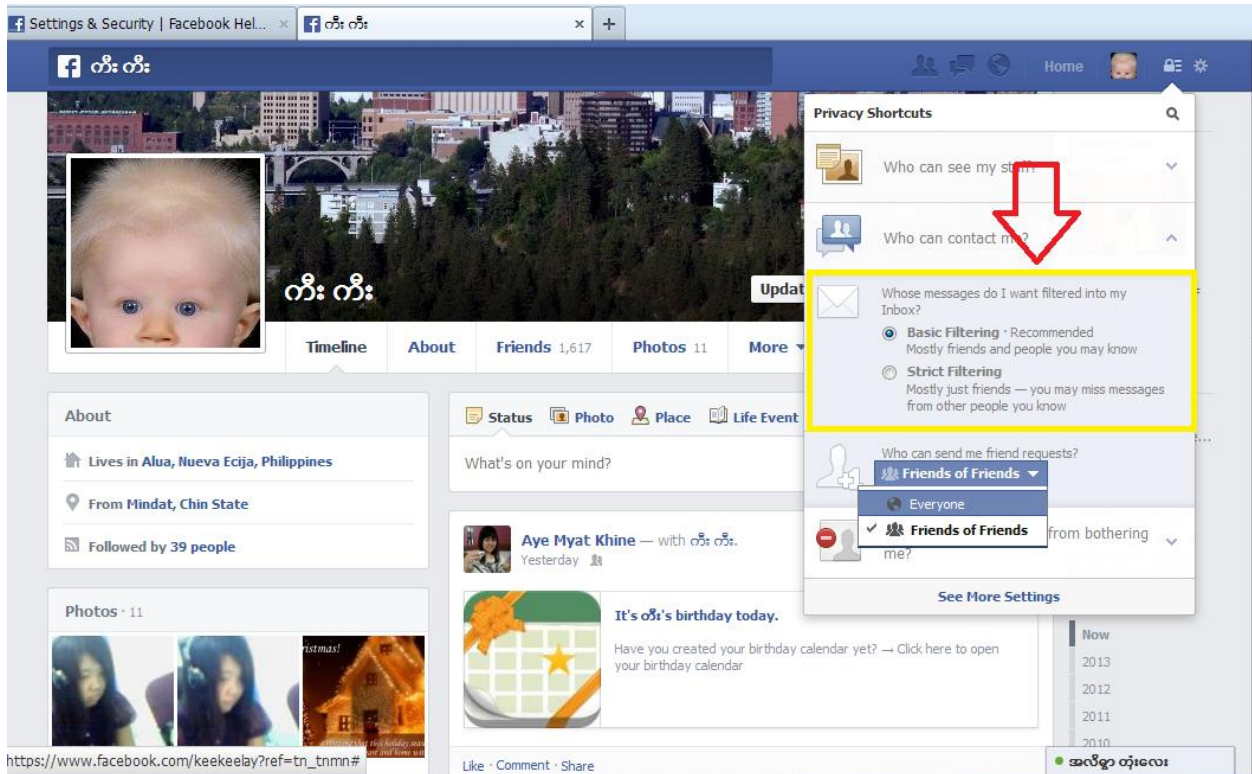 Settings & Security | Facebook Hel...
ကီး ကီး
ကီး ကီး
Home
Privacy Shortcuts
Who can see my stuff?
Who can contact me?
Whose messages do I want filtered into my
Inbox?
Basic Filtering · Recommended
Mostly friends and people you may know
Strict Filtering
Mostly just friends — you may miss messages
from other people you know
Who can send me friend requests?
Friends of Friends
Everyone
Friends of Friends
from bothering
me?
See More Settings
ကီး ကီး
Updat
Timeline
About
Friends 1,617
Photos 11
More
About
Lives in Alua, Nueva Ecija, Philippines
From Mindat, Chin State
Followed by 39 people
Photos · 11
Status
Photo
Place
Life Event
What's on your mind?
Aye Myat Khine — with ကီး ကီး.
Yesterday
It's ကီး's birthday today.
Have you created your birthday calendar yet? → Click here to open
your birthday calendar
Like · Comment · Share
Now
2013
2012
2011
2010
https://www.facebook.com/keekeelay?ref=tn_tnmn#